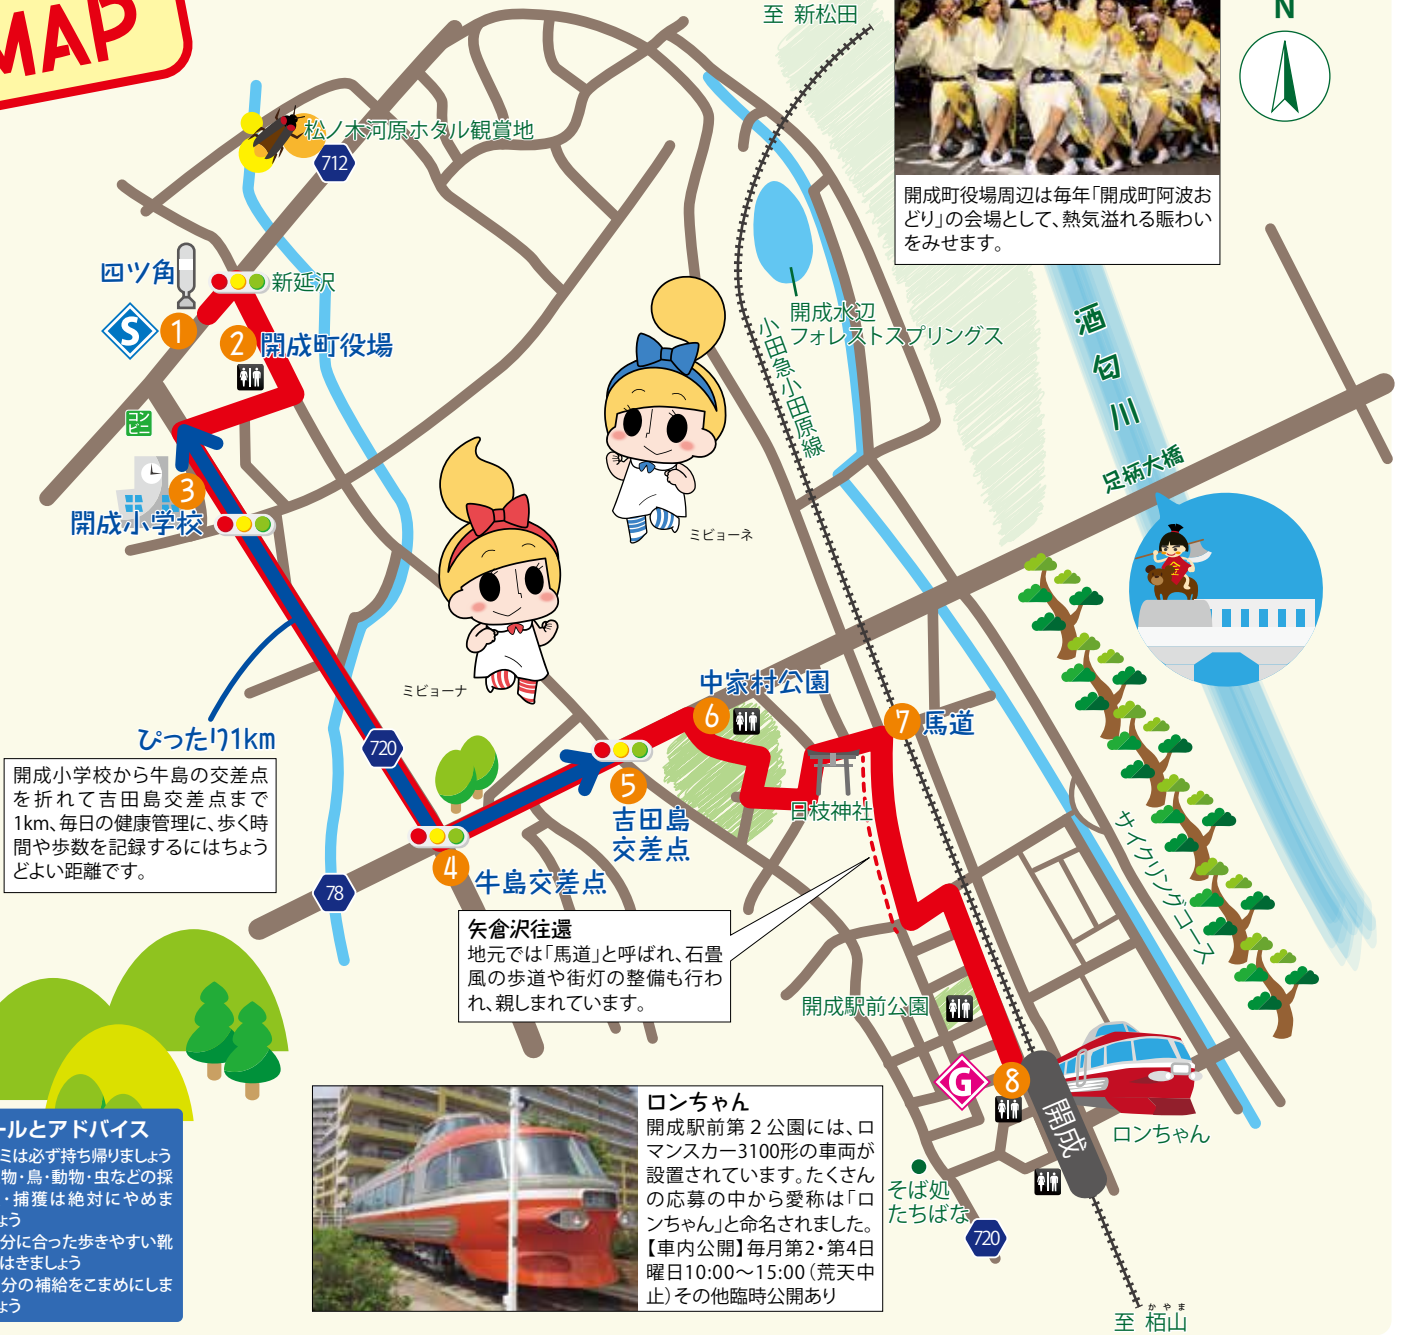 MAP
至 新松田
N
開成町役場周辺は毎年「開成町阿波お
どり」の会場として、熱気溢れる賑わい
をみせます。
松ノ木河原ホタル観賞地
712
四ツ角
新延沢
S
1
2
開成町役場
コン
ビニ
3
開成小学校
開成水辺
フォレストスプリングス
小田急小田原線
酒匂川
足柄大橋
金
ミビョーネ
ミビョーナ
ぴったり1km
開成小学校から牛島の交差点
を折れて吉田島交差点まで
1km、毎日の健康管理に、歩く時
間や歩数を記録するにはちょう
どよい距離です。
720
78
4
牛島交差点
5
吉田島
交差点
6
中家村公園
7
馬道
日枝神社
矢倉沢往還
地元では「馬道」と呼ばれ、石畳
風の歩道や街灯の整備も行わ
れ、親しまれています。
サイクリングコース
開成駅前公園
G
8
開成
ロンちゃん
そば処
たちばな
720
至 栢山
かやま
ロンちゃん
開成駅前第２公園には、ロ
マンスカー3100形の車両が
設置されています。たくさん
の応募の中から愛称は「ロ
ンちゃん」と命名されました。
【車内公開】毎月第2・第4日
曜日10:00～15:00（荒天中
止）その他臨時公開あり
ールとアドバイス
ミは必ず持ち帰りましょう
物・鳥・動物・虫などの採
・捕獲は絶対にやめま
ょう
分に合った歩きやすい靴
はきましょう
分の補給をこまめにしま
ょう